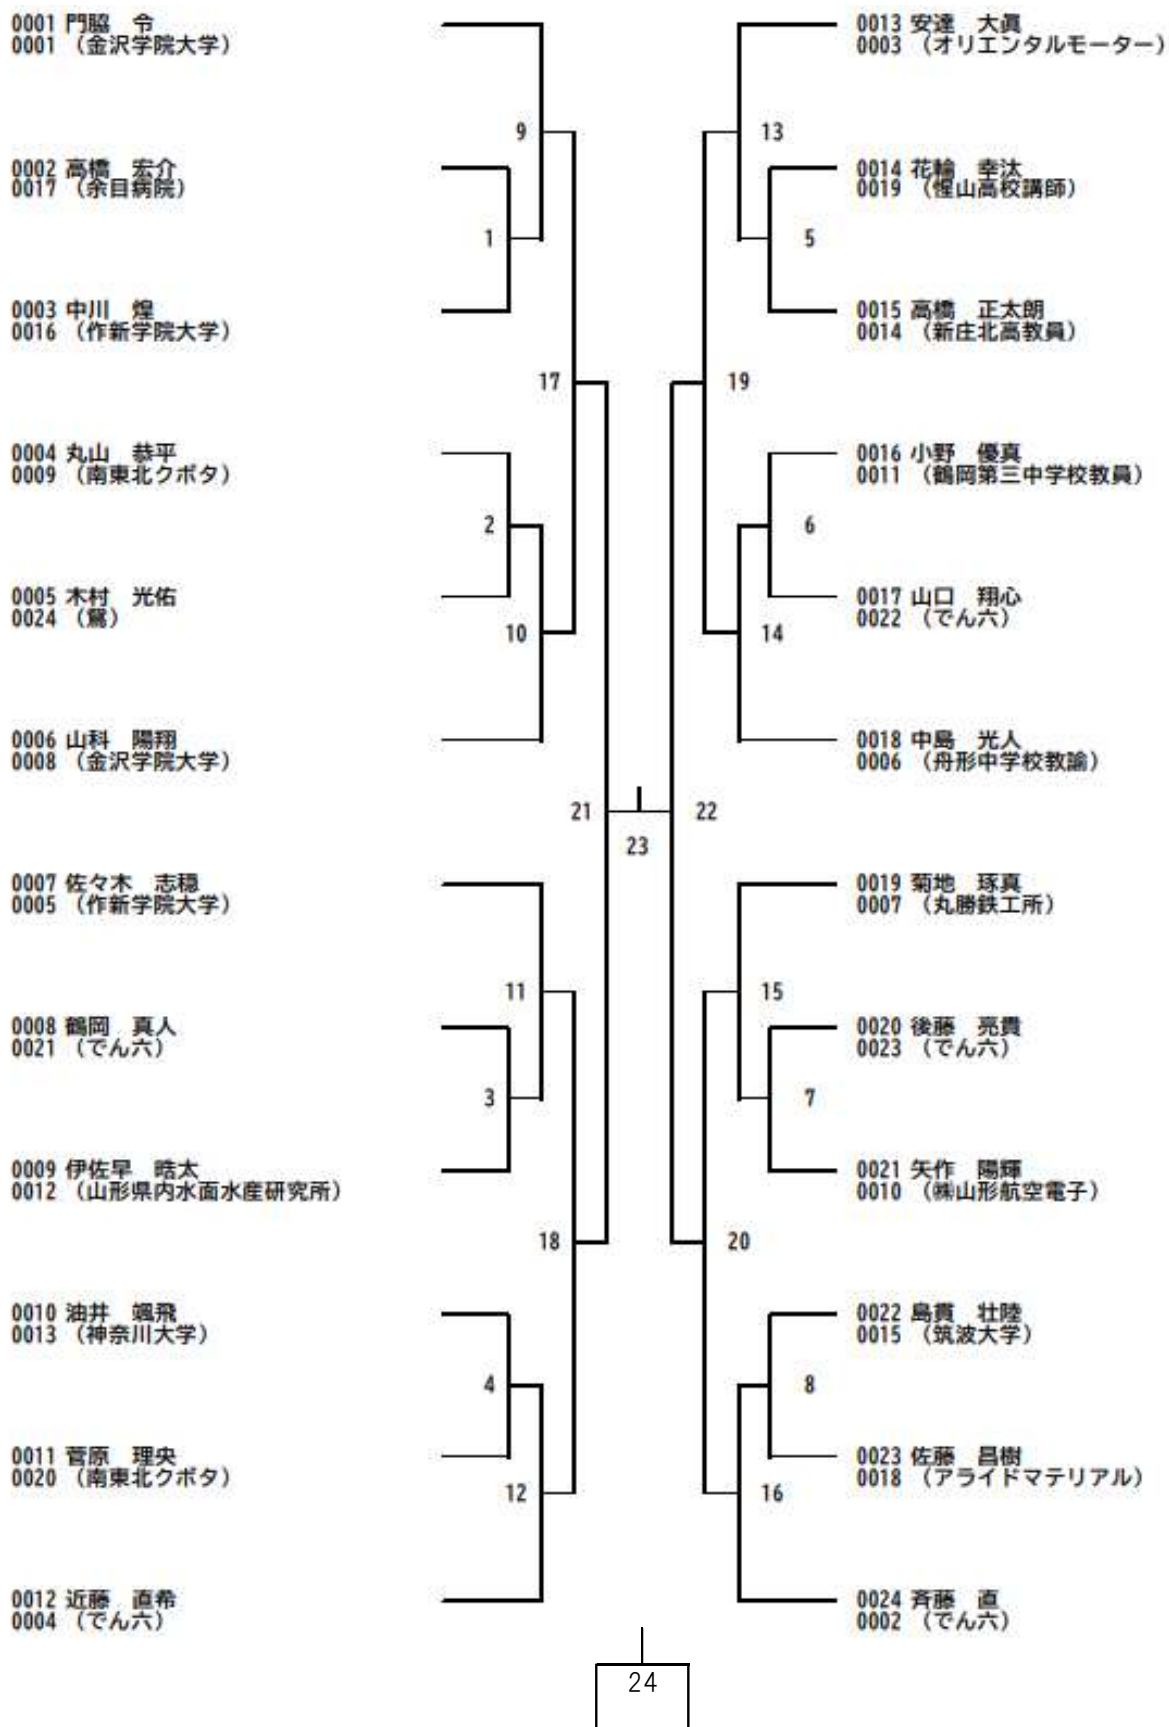 0001 門脇　令
0001 （金沢学院大学）
9
0002 高橋　宏介
0017 （余目病院）
1
0003 中川　煌
0016 （作新学院大学）
17
0004 丸山　恭平
0009 （南東北クボタ）
2
0005 木村　光佑
0024 （鴛）
10
0006 山科　陽翔
0008 （金沢学院大学）
21
0007 佐々木　志穏
0005 （作新学院大学）
11
0008 鶴岡　真人
0021 （でん六）
3
0009 伊佐早　晧太
0012 （山形県内水面水産研究所）
18
0010 油井　颯飛
0013 （神奈川大学）
4
0011 菅原　理央
0020 （南東北クボタ）
12
0012 近藤　直希
0004 （でん六）
23
0013 安達　大眞
0003 （オリエンタルモーター）
13
0014 花輪　幸汰
0019 （惺山高校講師）
5
0015 高橋　正太朗
0014 （新庄北高教員）
19
0016 小野　優真
0011 （鶴岡第三中学校教員）
6
0017 山口　翔心
0022 （でん六）
14
0018 中島　光人
0006 （舟形中学校教諭）
22
0019 菊地　琢真
0007 （丸勝鉄工所）
15
0020 後藤　亮貴
0023 （でん六）
7
0021 矢作　陽輝
0010 （㈱山形航空電子）
20
0022 島貫　壮陸
0015 （筑波大学）
8
0023 佐藤　昌樹
0018 （アライドマテリアル）
16
0024 斉藤　直
0002 （でん六）
24